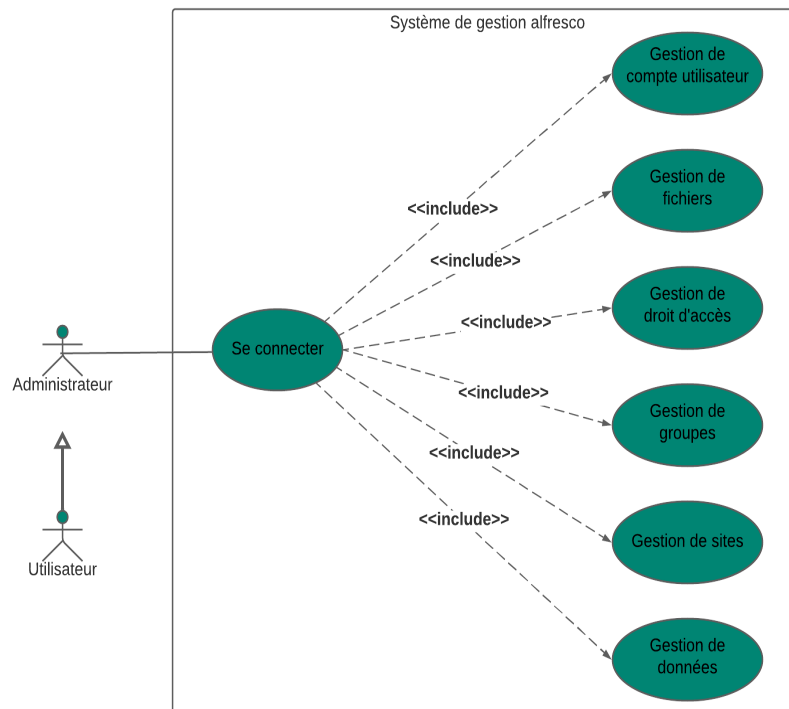 Système de gestion alfresco
Gestion de
compte utilisateur
<<include>>
Gestion de
fichiers
<<include>>
Gestion de
droit d'accès
<<include>>
Se connecter
Administrateur
<<include>>
Gestion de
groupes
<<include>>
Gestion de sites
<<include>>
Utilisateur
Gestion de
données